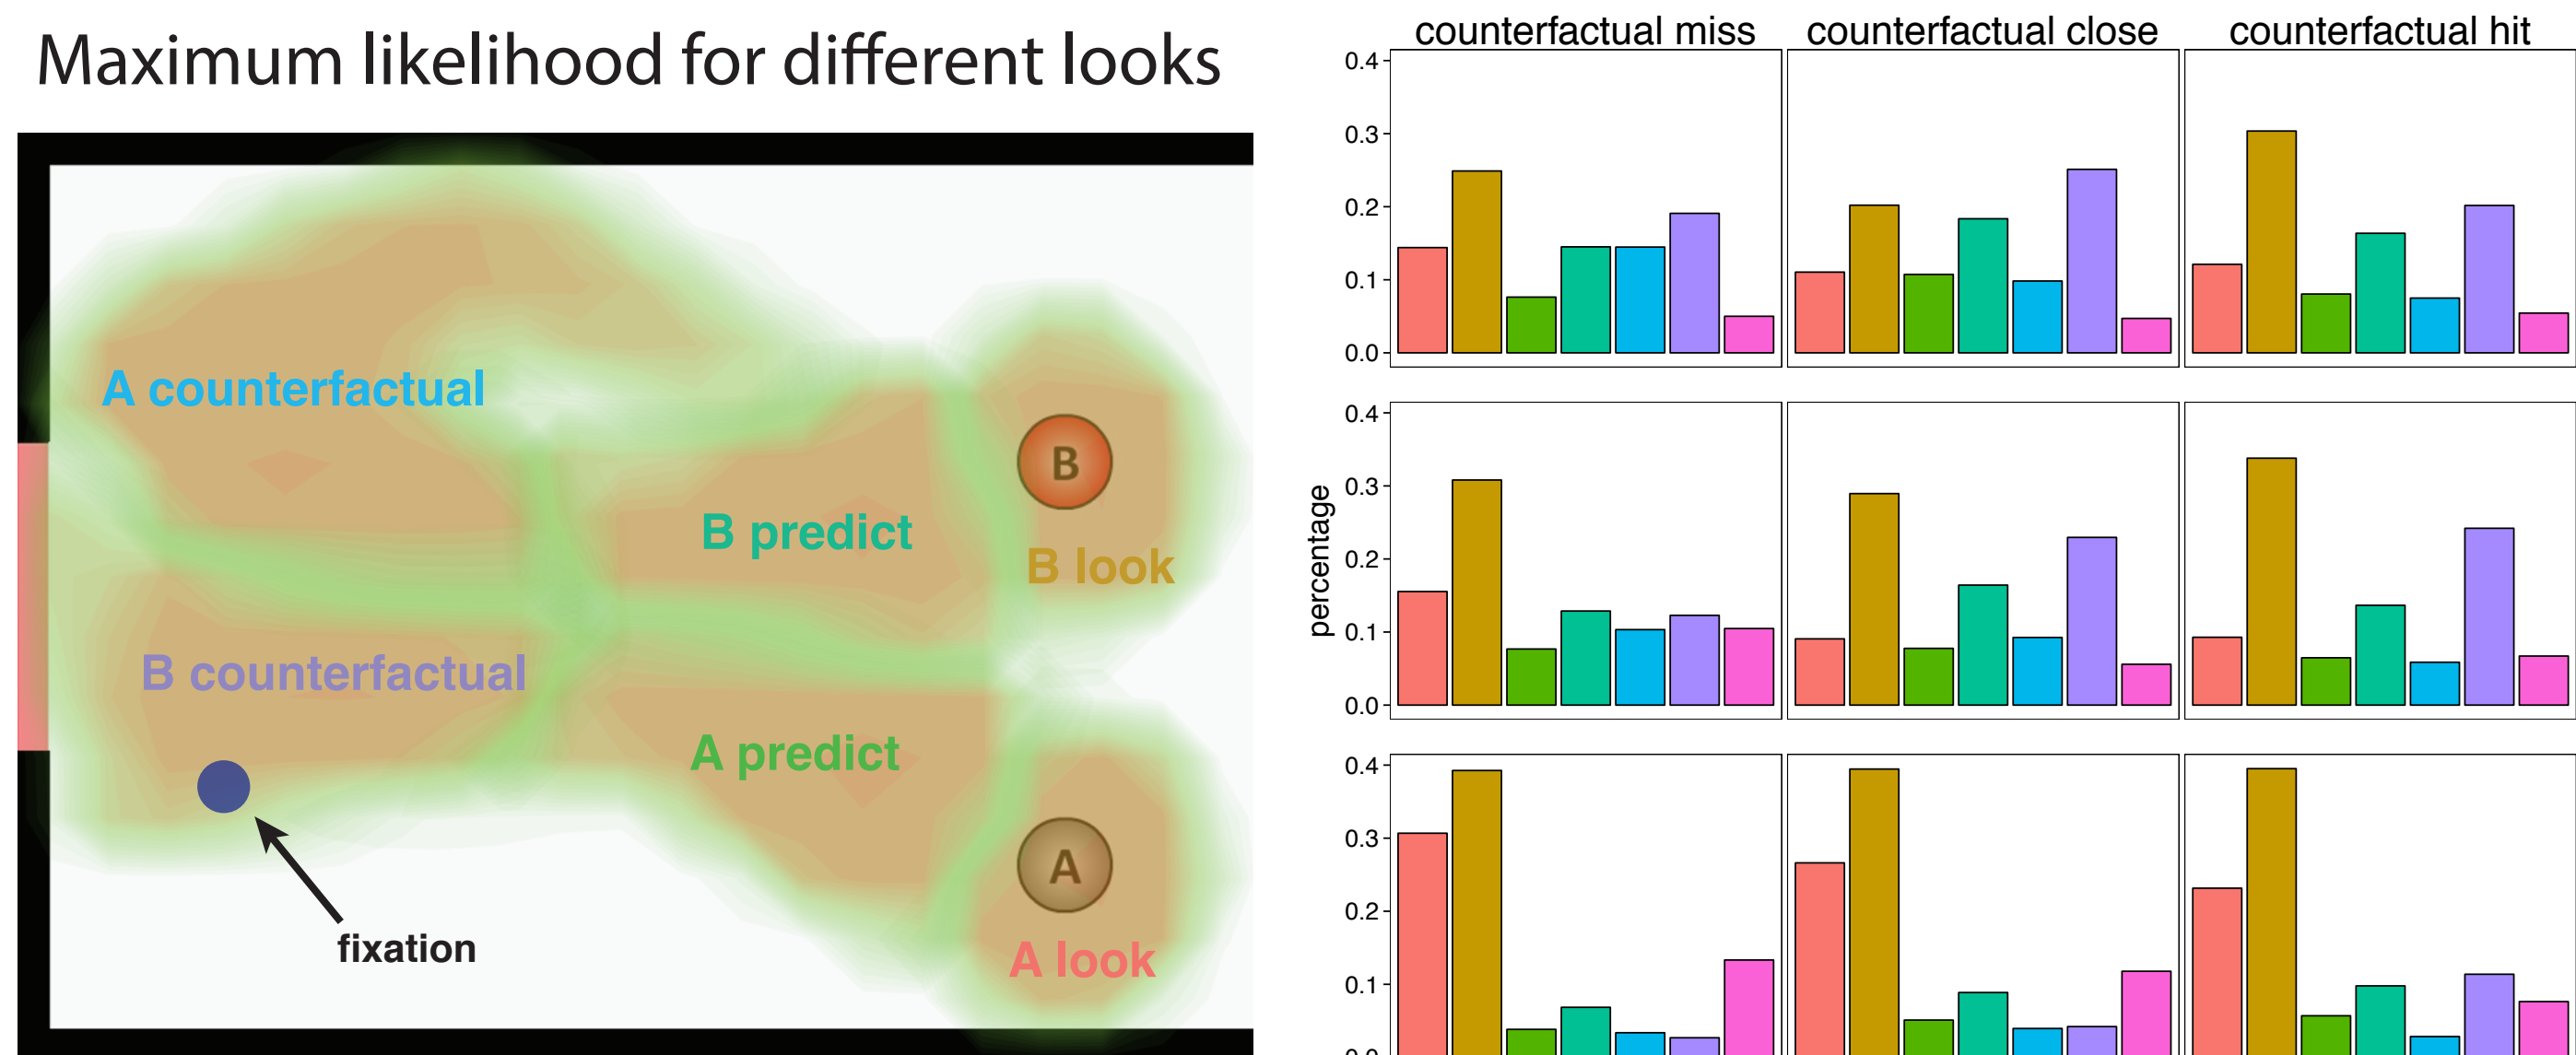 Maximum likelihood for different looks
A counterfactual
B
B predict
B look
B counterfactual
A predict
A
A look
fixation
counterfactual miss
counterfactual close
counterfactual hit
percentage
0.4
0.3
0.2
0.1
0.0
0.4
0.3
0.2
0.1
0.0
0.4
0.3
0.2
0.1